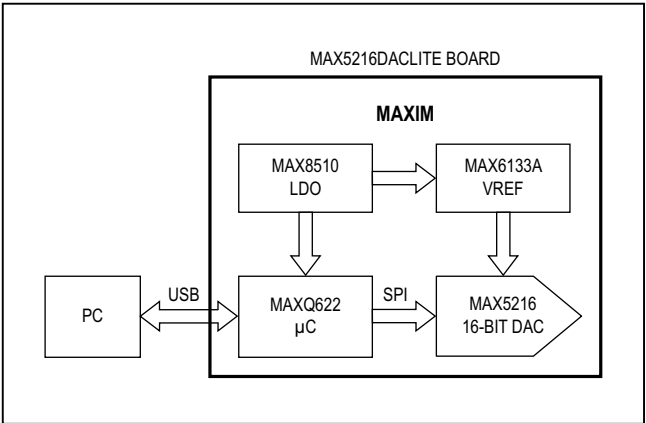 MAX5216DACLITE BOARD
MAXIM
MAX8510
LDO
MAX6133A
VREF
PC
USB
MAXQ622
µC
SPI
MAX5216
16-BIT DAC